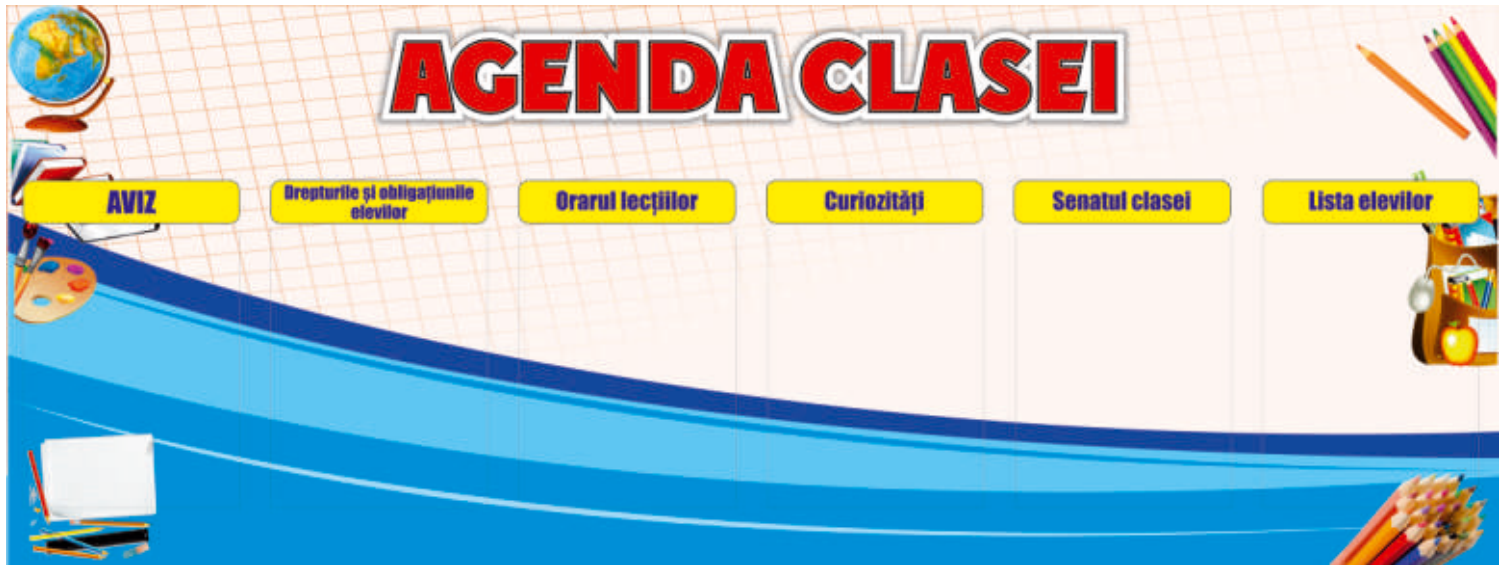 AGENDA CLASEI
AVIZ
Drepturile și obligațiunile
elevilor
Orarul lecțiilor
Curiozități
Senatul clasei
Lista elevilor